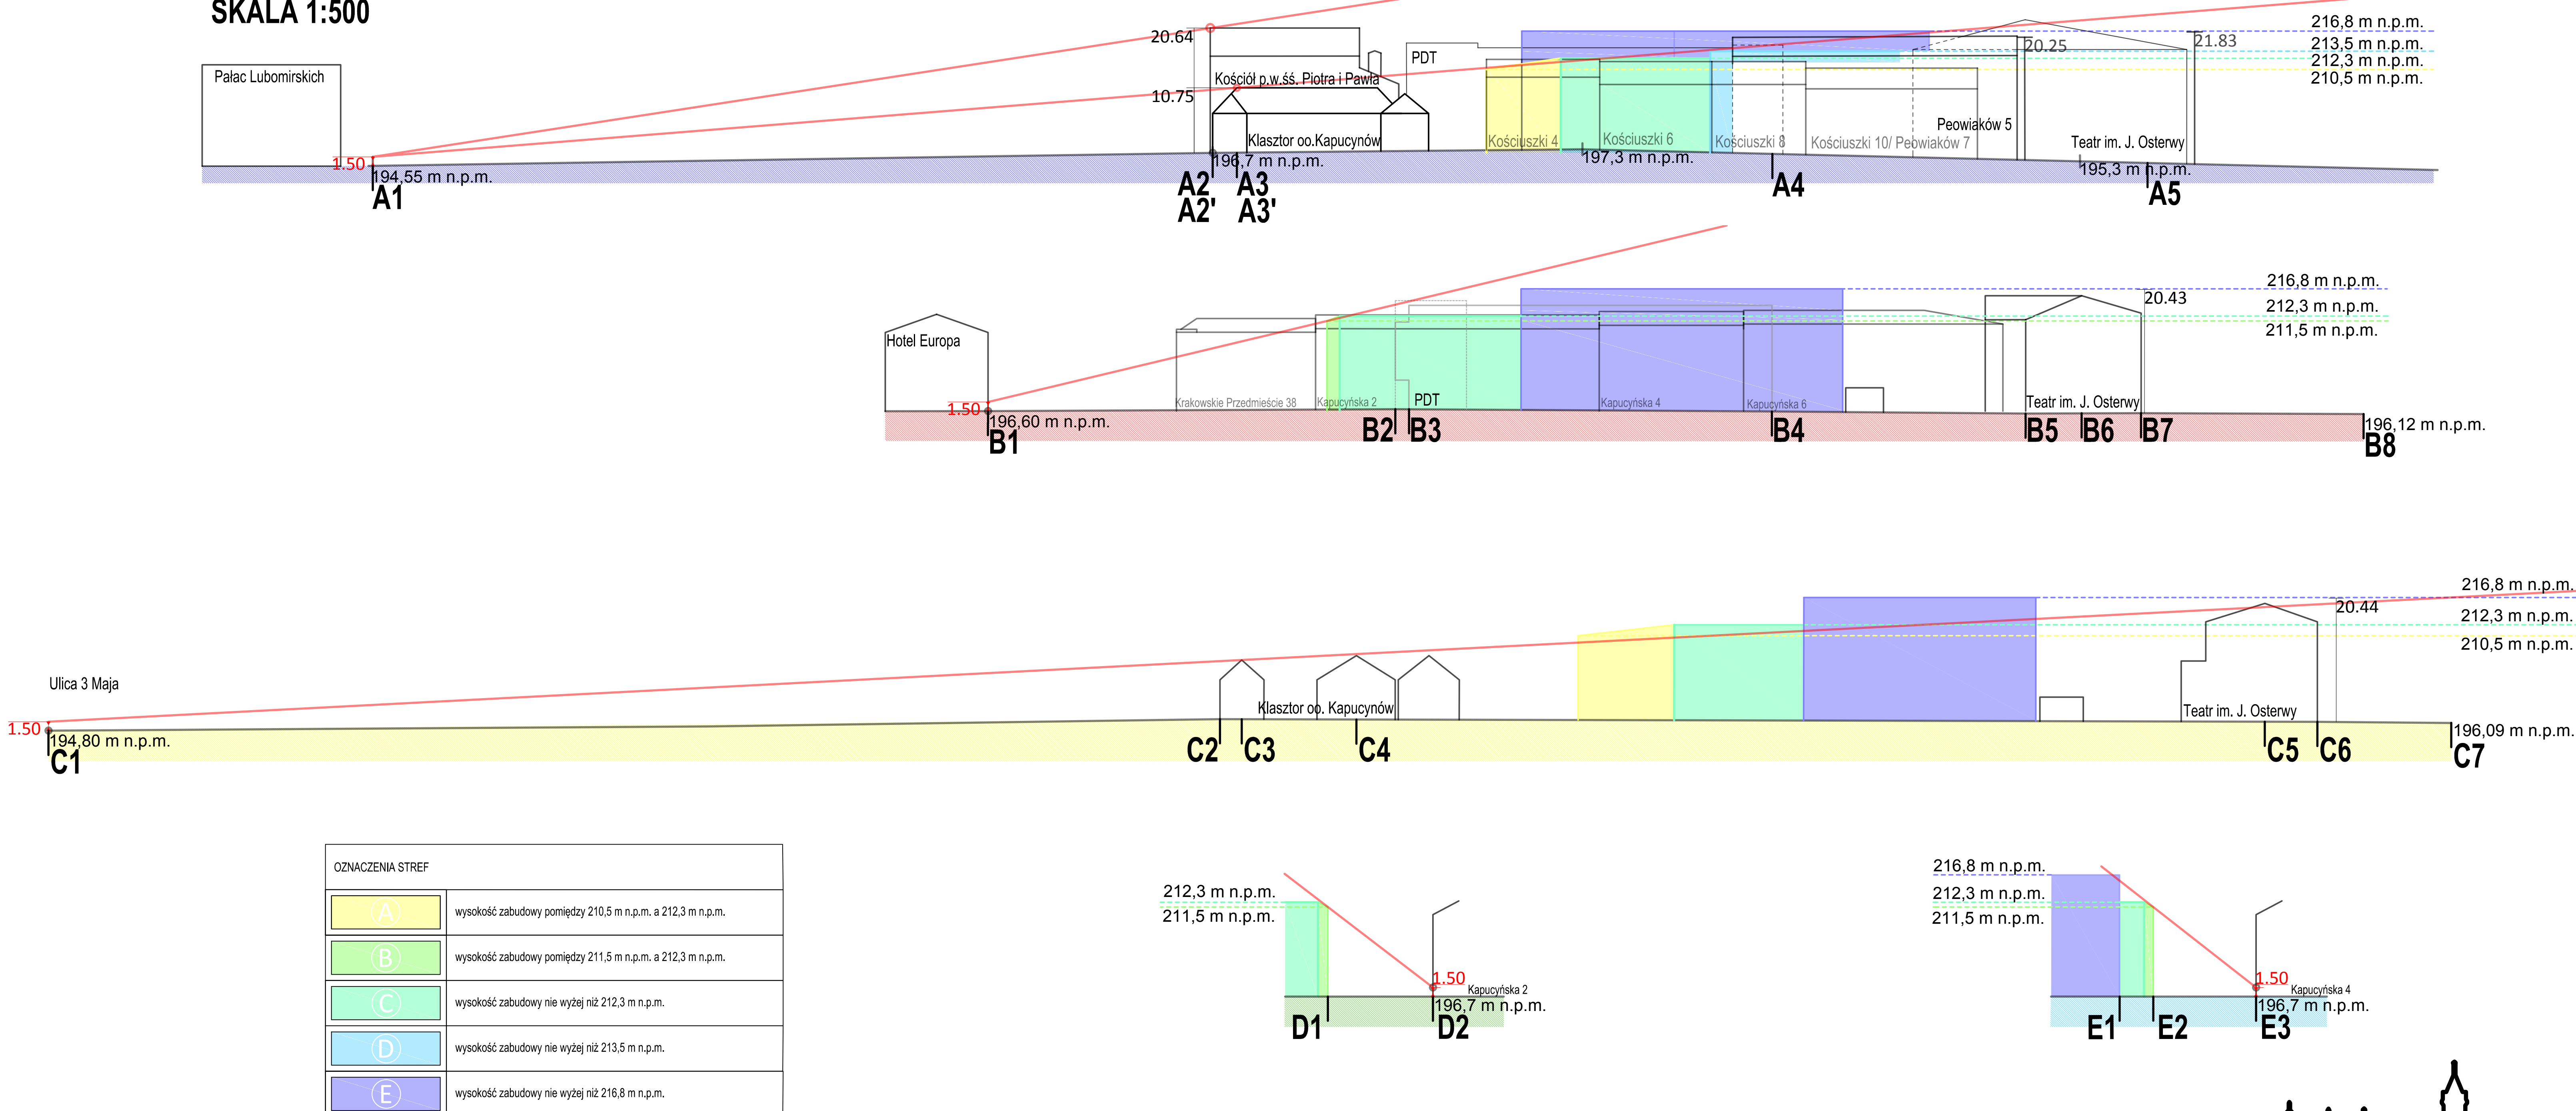 SKALA 1:500
Pałac Lubomirskich
1.50
194,55 m n.p.m.
A1
20.64
10.75
Kościół p.w.śś. Piotra i Pawła
Klasztor oo.Kapucynów
196,7 m n.p.m.
A2
A2'
A3
A3'
PDT
Kościuszki 4
Kościuszki 6
197,3 m n.p.m.
Kościuszki 8
A4
Kościuszki 10/ Peowiaków 7
Peowiaków 5
20.25
Teatr im. J. Osterwy
195,3 m n.p.m.
A5
21.83
216,8 m n.p.m.
213,5 m n.p.m.
212,3 m n.p.m.
210,5 m n.p.m.
Hotel Europa
1.50
196,60 m n.p.m.
B1
Krakowskie Przedmieście 38
Kapucyńska 2
PDT
B2
B3
Kapucyńska 4
Kapucyńska 6
B4
Teatr im. J. Osterwy
B5
B6
B7
20.43
216,8 m n.p.m.
212,3 m n.p.m.
211,5 m n.p.m.
196,12 m n.p.m.
B8
Ulica 3 Maja
1.50
194,80 m n.p.m.
C1
Klasztor oo. Kapucynów
C2
C3
C4
Teatr im. J. Osterwy
C5
C6
20.44
216,8 m n.p.m.
212,3 m n.p.m.
210,5 m n.p.m.
196,09 m n.p.m.
C7
OZNACZENIA STREF
A wysokość zabudowy pomiędzy 210,5 m n.p.m. a 212,3 m n.p.m.
B wysokość zabudowy pomiędzy 211,5 m n.p.m. a 212,3 m n.p.m.
C wysokość zabudowy nie wyżej niż 212,3 m n.p.m.
D wysokość zabudowy nie wyżej niż 213,5 m n.p.m.
E wysokość zabudowy nie wyżej niż 216,8 m n.p.m.
212,3 m n.p.m.
211,5 m n.p.m.
1.50
Kapucyńska 2
196,7 m n.p.m.
D1
D2
216,8 m n.p.m.
212,3 m n.p.m.
211,5 m n.p.m.
1.50
Kapucyńska 4
196,7 m n.p.m.
E1
E2
E3